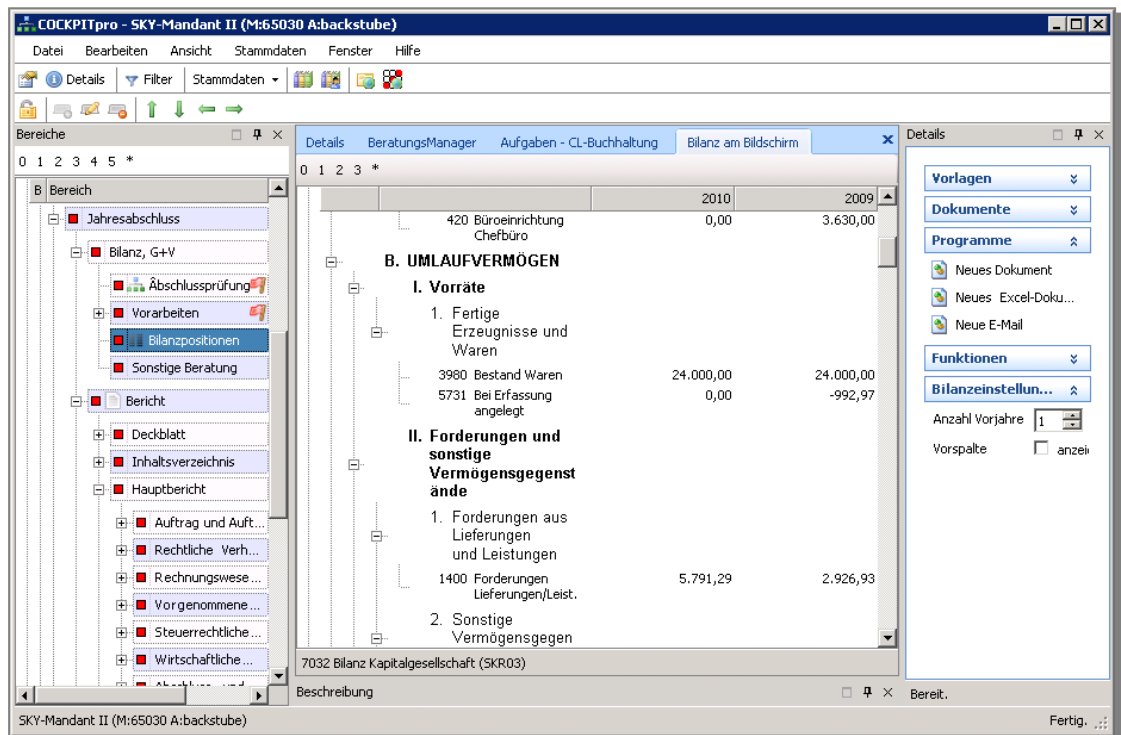 COCKPITpro - SKY-Mandant II (M:65030 A:backstube)
Datei Bearbeiten Ansicht Stammdaten Fenster Hilfe
Details Filter Stammdaten
Bereiche
0 1 2 3 4 5 *
B Bereich
Jahresabschluss
Bilanz, G+V
Äbschlussprüfung
Vorarbeiten
Bilanzpositionen
Sonstige Beratung
Bericht
Deckblatt
Inhaltsverzeichnis
Hauptbericht
Auftrag und Auft...
Rechtliche Verh...
Rechnungswese...
Vorgenommene...
Steuerrechtliche...
Wirtschaftliche...
Details BeratungsManager Aufgaben - CL-Buchhaltung Bilanz am Bildschirm
0 1 2 3 *
2010 2009
420 Büroeinrichtung 0,00 3.630,00
Chefbüro
B. UMLAUFVERMÖGEN
I. Vorräte
1. Fertige
Erzeugnisse und
Waren
3980 Bestand Waren 24.000,00 24.000,00
5731 Bei Erfassung 0,00 -992,97
angelegt
II. Forderungen und
sonstige
Vermögensgegenst
ände
1. Forderungen aus
Lieferungen
und Leistungen
1400 Forderungen 5.791,29 2.926,93
Lieferungen/Leist.
2. Sonstige
Vermögensgegen
7032 Bilanz Kapitalgesellschaft (SKR03)
Beschreibung
Details
Vorlagen
Dokumente
Programme
Neues Dokument
Neues Excel-Doku...
Neue E-Mail
Funktionen
Bilanzeinstellun...
Anzahl Vorjahre 1
Vorspalte anzei
Bereit.
SKY-Mandant II (M:65030 A:backstube) Fertig.